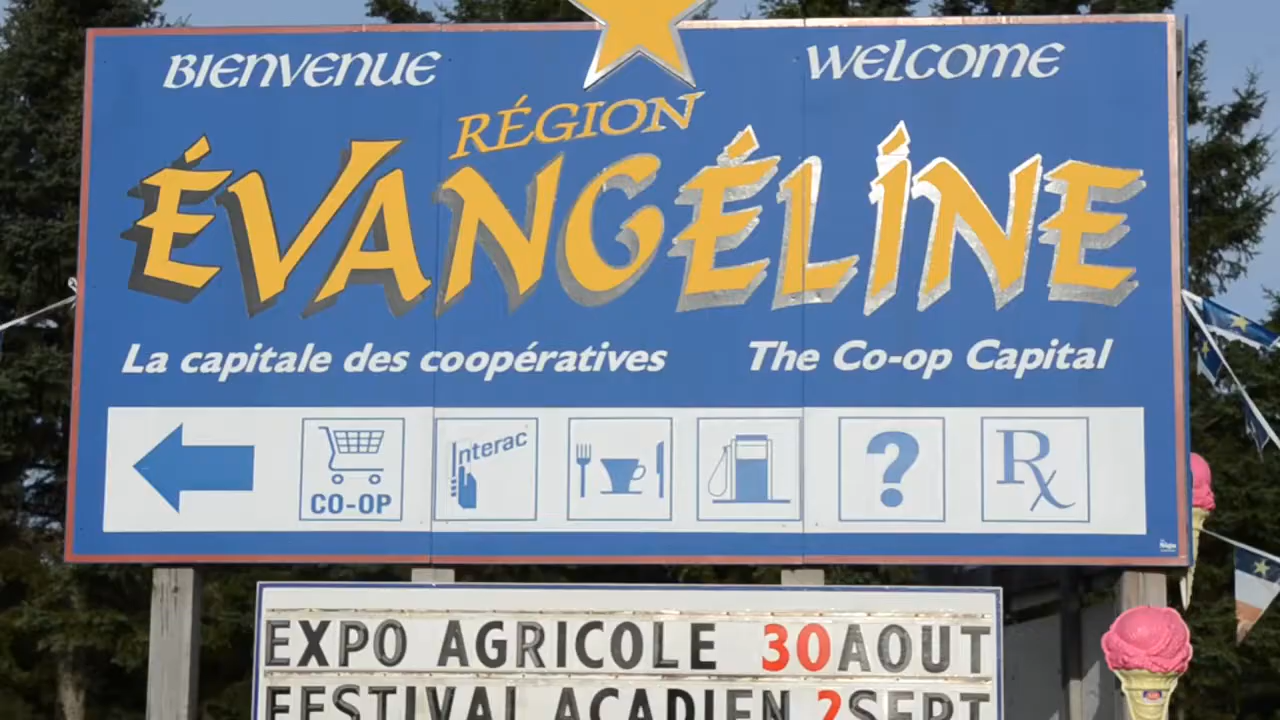 BIENVENUE WELCOME
RÉGION
ÉVANGÉLINE
La capitale des coopératives The Co-op Capital
CO-OP Interac Rx
EXPO AGRICOLE 30 AOUT
FESTIVAL ACADIEN 2 SEPT